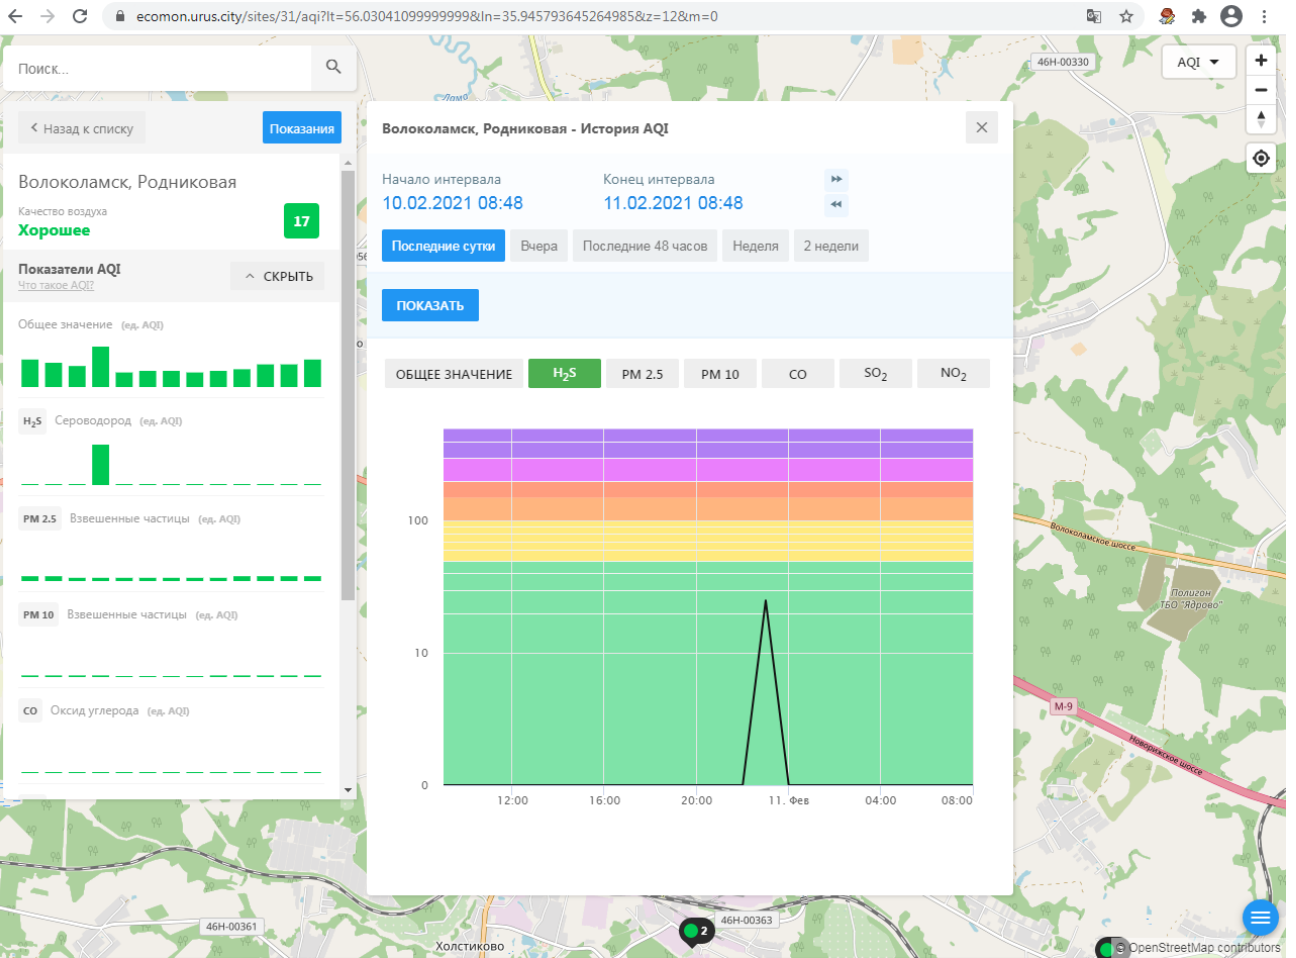 ecomon.urus.city/sites/31/aqi?lt=56.03041099999999&ln=35.945793645264985&z=12&m=0
Поиск...
46Н-00330
AQI
Назад к списку
Показания
Волоколамск, Родниковая - История AQI
Волоколамск, Родниковая
Качество воздуха
Хорошее
17
Начало интервала
Конец интервала
10.02.2021 08:48
11.02.2021 08:48
Последние сутки
Вчера
Последние 48 часов
Неделя
2 недели
Показатели AQI
Что такое AQI?
СКРЫТЬ
ПОКАЗАТЬ
Общее значение (ед. AQI)
ОБЩЕЕ ЗНАЧЕНИЕ
H2S
PM 2.5
PM 10
CO
SO2
NO2
H2S Сероводород (ед. AQI)
PM 2.5 Взвешенные частицы (ед. AQI)
PM 10 Взвешенные частицы (ед. AQI)
CO Оксид углерода (ед. AQI)
100
10
0
12:00
16:00
20:00
11. Фев
04:00
08:00
Волоколамское шоссе
Полигон
ТБО "Ядрово"
М-9
Новорижское шоссе
46Н-00361
46Н-00363
2
Холстиково
© OpenStreetMap contributors